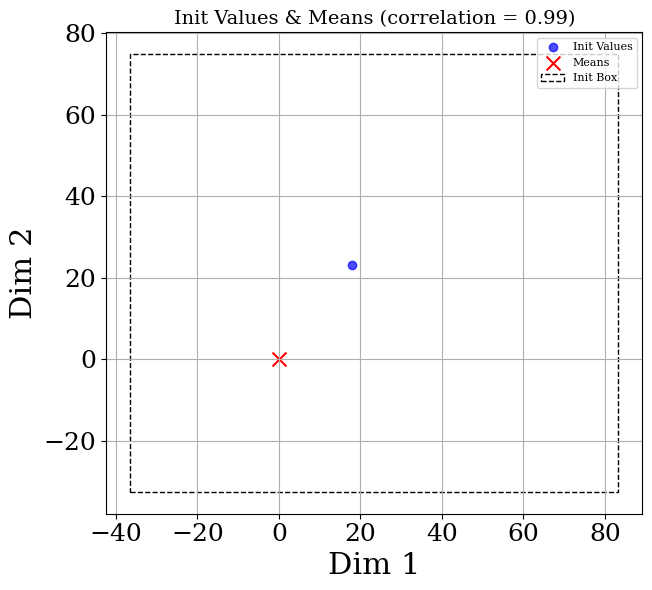 Init Values & Means (correlation = 0.99)
Init Values
Means
Init Box
80
60
40
20
0
−20
Dim 2
−40
−20
0
20
40
60
80
Dim 1